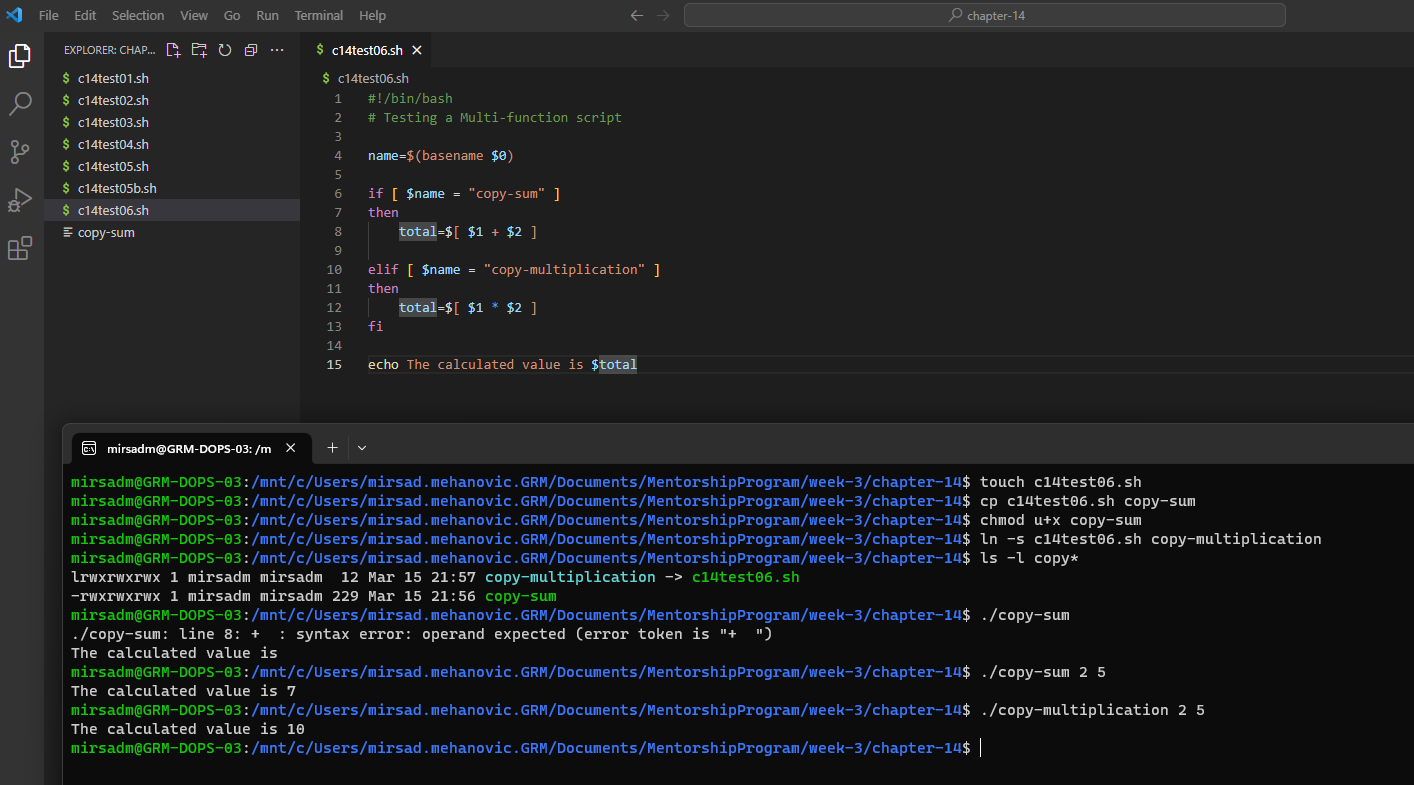 File Edit Selection View Go Run Terminal Help
chapter-14
EXPLORER: CHAP...
c14test01.sh
c14test02.sh
c14test03.sh
c14test04.sh
c14test05.sh
c14test05b.sh
c14test06.sh
copy-sum
$ c14test06.sh
$ c14test06.sh
1 #!/bin/bash
2 # Testing a Multi-function script
3
4 name=$(basename $0)
5
6 if [ $name = "copy-sum" ]
7 then
8 total=$[ $1 + $2 ]
9
10 elif [ $name = "copy-multiplication" ]
11 then
12 total=$[ $1 * $2 ]
13 fi
14
15 echo The calculated value is $total
mirsadm@GRM-DOPS-03: /m
mirsadm@GRM-DOPS-03:/mnt/c/Users/mirsad.mehanovic.GRM/Documents/MentorshipProgram/week-3/chapter-14$ touch c14test06.sh
mirsadm@GRM-DOPS-03:/mnt/c/Users/mirsad.mehanovic.GRM/Documents/MentorshipProgram/week-3/chapter-14$ cp c14test06.sh copy-sum
mirsadm@GRM-DOPS-03:/mnt/c/Users/mirsad.mehanovic.GRM/Documents/MentorshipProgram/week-3/chapter-14$ chmod u+x copy-sum
mirsadm@GRM-DOPS-03:/mnt/c/Users/mirsad.mehanovic.GRM/Documents/MentorshipProgram/week-3/chapter-14$ ln -s c14test06.sh copy-multiplication
mirsadm@GRM-DOPS-03:/mnt/c/Users/mirsad.mehanovic.GRM/Documents/MentorshipProgram/week-3/chapter-14$ ls -l copy*
lrwxrwxrwx 1 mirsadm mirsadm  12 Mar 15 21:57 copy-multiplication -> c14test06.sh
-rwxrwxrwx 1 mirsadm mirsadm 229 Mar 15 21:56 copy-sum
mirsadm@GRM-DOPS-03:/mnt/c/Users/mirsad.mehanovic.GRM/Documents/MentorshipProgram/week-3/chapter-14$ ./copy-sum
./copy-sum: line 8: +  : syntax error: operand expected (error token is "+  ")
The calculated value is
mirsadm@GRM-DOPS-03:/mnt/c/Users/mirsad.mehanovic.GRM/Documents/MentorshipProgram/week-3/chapter-14$ ./copy-sum 2 5
The calculated value is 7
mirsadm@GRM-DOPS-03:/mnt/c/Users/mirsad.mehanovic.GRM/Documents/MentorshipProgram/week-3/chapter-14$ ./copy-multiplication 2 5
The calculated value is 10
mirsadm@GRM-DOPS-03:/mnt/c/Users/mirsad.mehanovic.GRM/Documents/MentorshipProgram/week-3/chapter-14$